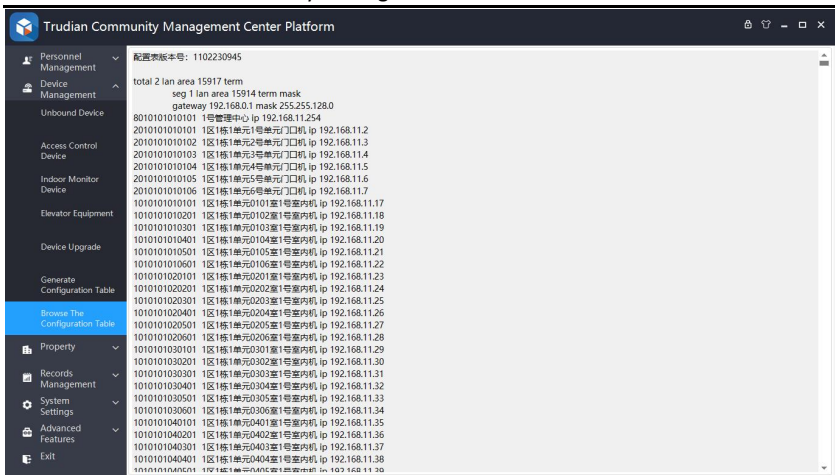 Trudian Community Management Center Platform
Personnel
Management
Device
Management
Unbound Device
Access Control
Device
Indoor Monitor
Device
Elevator Equipment
Device Upgrade
Generate
Configuration Table
Browse The
Configuration Table
Property
Records
Management
System
Settings
Advanced
Features
Exit
配置表版本号：1102230945
total 2 lan area 15917 term
seg 1 lan area 15914 term mask
gateway 192.168.0.1 mask 255.255.128.0
8010101010101 1号管理中心 ip 192.168.11.254
2010101010101 1区1栋1单元1号单元门口机 ip 192.168.11.2
2010101010102 1区1栋1单元2号单元门口机 ip 192.168.11.3
2010101010103 1区1栋1单元3号单元门口机 ip 192.168.11.4
2010101010104 1区1栋1单元4号单元门口机 ip 192.168.11.5
2010101010105 1区1栋1单元5号单元门口机 ip 192.168.11.6
2010101010106 1区1栋1单元6号单元门口机 ip 192.168.11.7
1010101010101 1区1栋1单元0101室1号室内机 ip 192.168.11.17
1010101010201 1区1栋1单元0102室1号室内机 ip 192.168.11.18
1010101010301 1区1栋1单元0103室1号室内机 ip 192.168.11.19
1010101010401 1区1栋1单元0104室1号室内机 ip 192.168.11.20
1010101010501 1区1栋1单元0105室1号室内机 ip 192.168.11.21
1010101010601 1区1栋1单元0106室1号室内机 ip 192.168.11.22
1010101020101 1区1栋1单元0201室1号室内机 ip 192.168.11.23
1010101020201 1区1栋1单元0202室1号室内机 ip 192.168.11.24
1010101020301 1区1栋1单元0203室1号室内机 ip 192.168.11.25
1010101020401 1区1栋1单元0204室1号室内机 ip 192.168.11.26
1010101020501 1区1栋1单元0205室1号室内机 ip 192.168.11.27
1010101020601 1区1栋1单元0206室1号室内机 ip 192.168.11.28
1010101030101 1区1栋1单元0301室1号室内机 ip 192.168.11.29
1010101030201 1区1栋1单元0302室1号室内机 ip 192.168.11.30
1010101030301 1区1栋1单元0303室1号室内机 ip 192.168.11.31
1010101030401 1区1栋1单元0304室1号室内机 ip 192.168.11.32
1010101030501 1区1栋1单元0305室1号室内机 ip 192.168.11.33
1010101030601 1区1栋1单元0306室1号室内机 ip 192.168.11.34
1010101040101 1区1栋1单元0401室1号室内机 ip 192.168.11.35
1010101040201 1区1栋1单元0402室1号室内机 ip 192.168.11.36
1010101040301 1区1栋1单元0403室1号室内机 ip 192.168.11.37
1010101040401 1区1栋1单元0404室1号室内机 ip 192.168.11.38
1010101040501 1区1栋1单元0405室1号室内机 ip 192.168.11.39